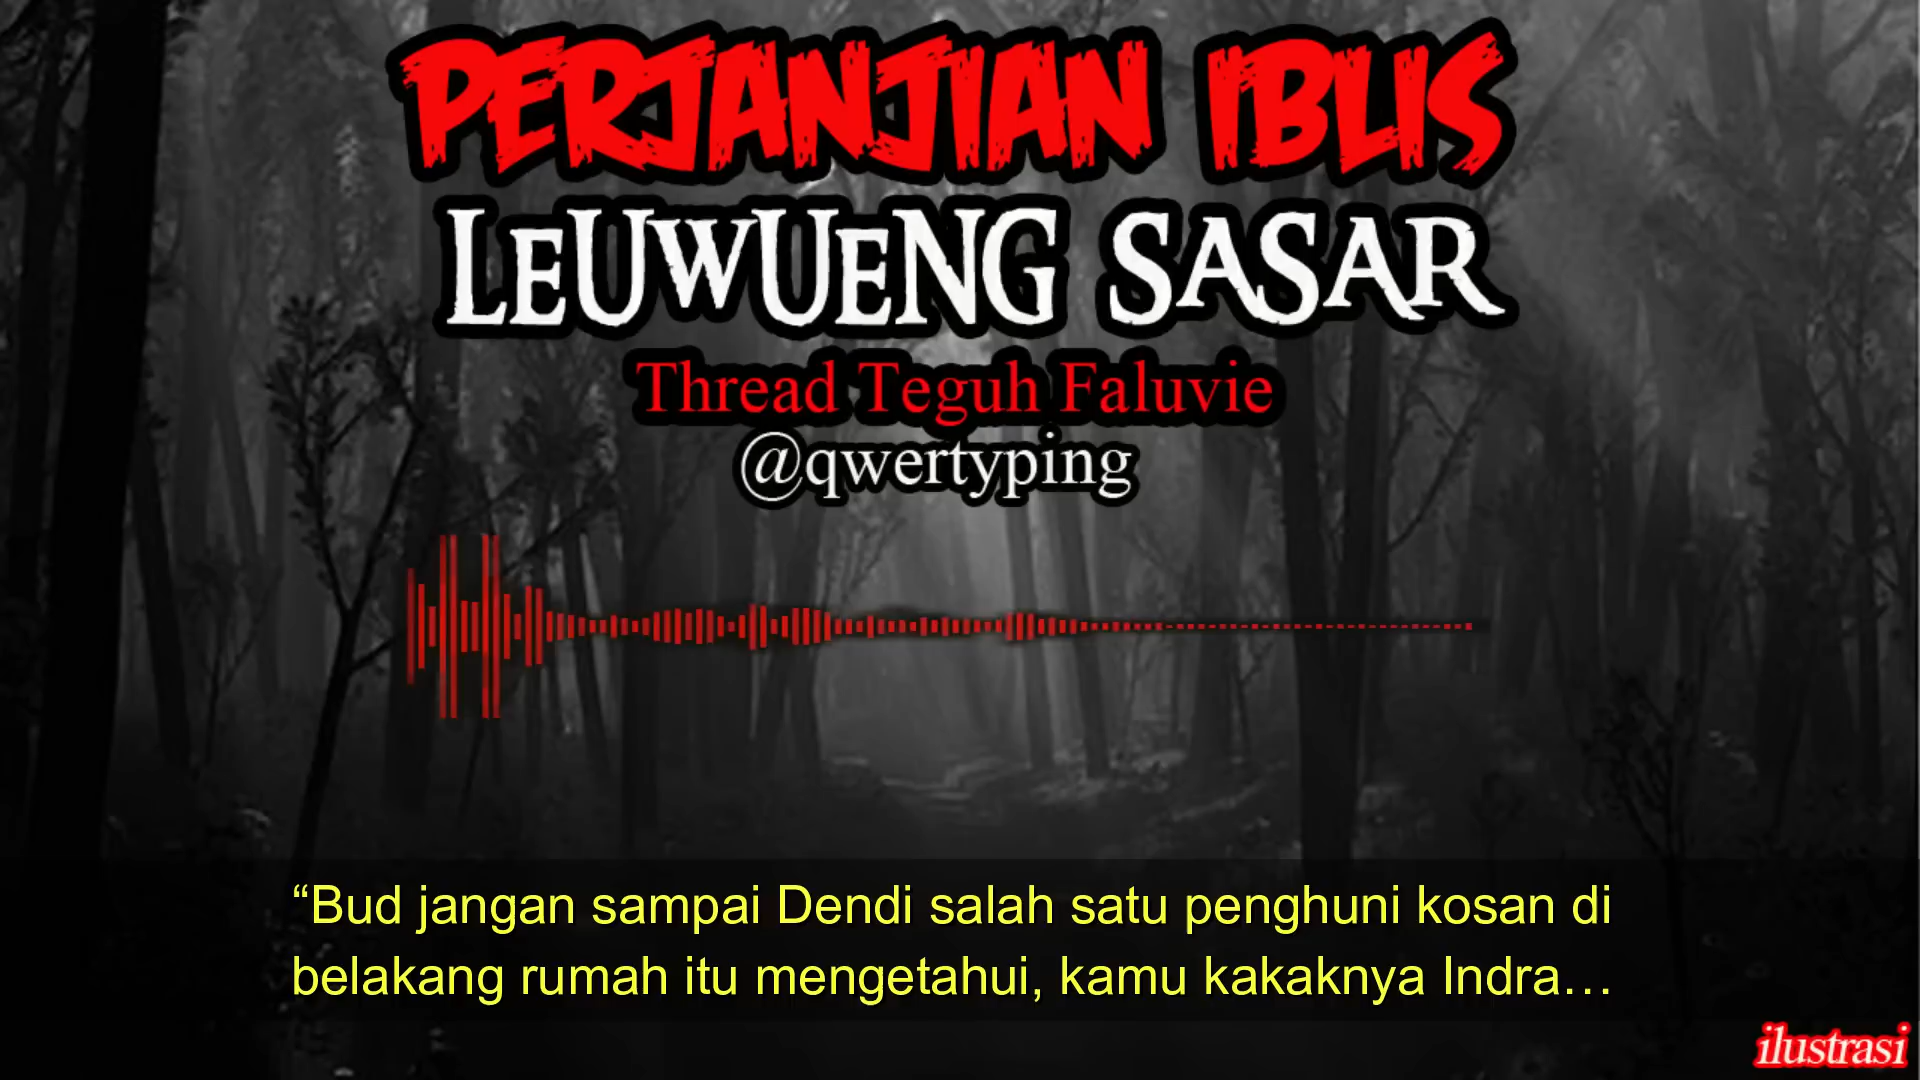 PERJANJIAN IBLIS
LEUWUENG SASAR
Thread Teguh Faluvie
@qwertyping
“Bud jangan sampai Dendi salah satu penghuni kosan di
belakang rumah itu mengetahui, kamu kakaknya Indra…
ilustrasi